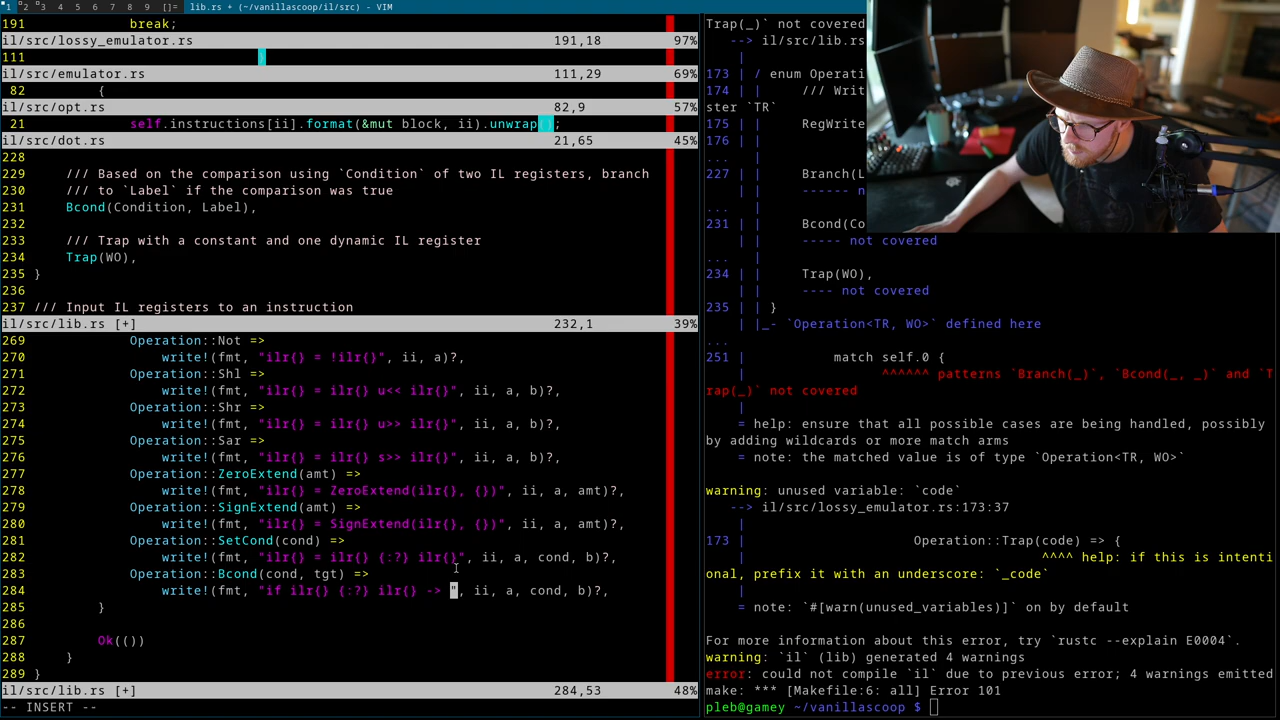 1 2 3 4 5 6 7 8 9 10 []= lib.rs + (~/vanillascoop/il/src) - VIM
191 break;
il/src/lossy_emulator.rs 191,18 97%
111 }
il/src/emulator.rs 111,29 69%
82 {
il/src/opt.rs 82,9 57%
21 self.instructions[ii].format(&mut block, ii).unwrap();
il/src/dot.rs 21,65 45%
228
229 /// Based on the comparison using `Condition` of two IL registers, branch
230 /// to `Label` if the comparison was true
231 Bcond(Condition, Label),
232
233 /// Trap with a constant and one dynamic IL register
234 Trap(WO),
235 }
236
237 /// Input IL registers to an instruction
il/src/lib.rs [+] 232,1 39%
269 Operation::Not =>
270 write!(fmt, "ilr{} = !ilr{}", ii, a)?,
271 Operation::Shl =>
272 write!(fmt, "ilr{} = ilr{} u<< ilr{}", ii, a, b)?,
273 Operation::Shr =>
274 write!(fmt, "ilr{} = ilr{} u>> ilr{}", ii, a, b)?,
275 Operation::Sar =>
276 write!(fmt, "ilr{} = ilr{} s>> ilr{}", ii, a, b)?,
277 Operation::ZeroExtend(amt) =>
278 write!(fmt, "ilr{} = ZeroExtend(ilr{}, {})", ii, a, amt)?,
279 Operation::SignExtend(amt) =>
280 write!(fmt, "ilr{} = SignExtend(ilr{}, {})", ii, a, amt)?,
281 Operation::SetCond(cond) =>
282 write!(fmt, "ilr{} = ilr{} {:?} ilr{}", ii, a, cond, b)?,
283 Operation::Bcond(cond, tgt) =>
284 write!(fmt, "if ilr{} {:?} ilr{} -> ", ii, a, cond, b)?,
285 }
286
287 Ok(())
288 }
289 }
il/src/lib.rs [+] 284,53 48%
-- INSERT --
Trap(_)` not covered
--> il/src/lib.rs
|
173 | / enum Operati
174 | | /// Writ
ster `TR`
175 | | RegWrite
176 | |
... |
227 | | Branch(L
| | ------ n
... |
231 | | Bcond(Co
| | ----- not covered
... |
234 | | Trap(WO),
| | ---- not covered
235 | | }
| |_- `Operation<TR, WO>` defined here
...
251 | match self.0 {
| ^^^^^^ patterns `Branch(_)`, `Bcond(_, _)` and `T
rap(_)` not covered
|
= help: ensure that all possible cases are being handled, possibly
by adding wildcards or more match arms
= note: the matched value is of type `Operation<TR, WO>`
warning: unused variable: `code`
--> il/src/lossy_emulator.rs:173:37
|
173 | Operation::Trap(code) => {
| ^^^^ help: if this is intenti
onal, prefix it with an underscore: `_code`
|
= note: `#[warn(unused_variables)]` on by default
For more information about this error, try `rustc --explain E0004`.
warning: `il` (lib) generated 4 warnings
error: could not compile `il` due to previous error; 4 warnings emitted
make: *** [Makefile:6: all] Error 101
pleb@gamey ~/vanillascoop $